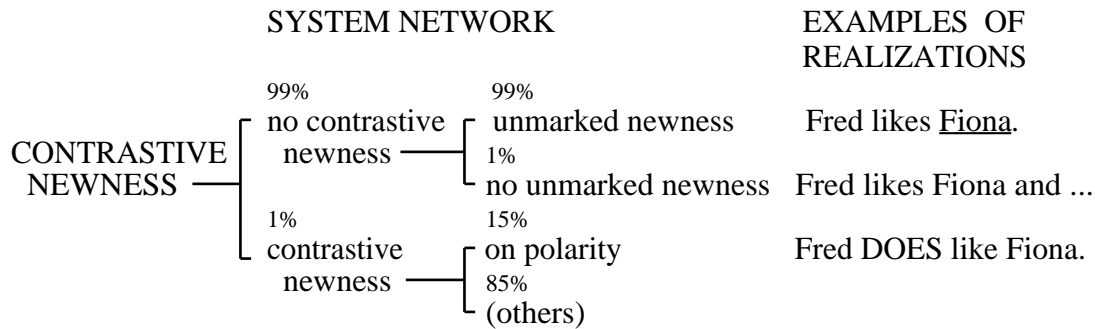 SYSTEM NETWORK EXAMPLES OF
REALIZATIONS
99% 99%
no contrastive unmarked newness Fred likes Fiona.
CONTRASTIVE newness 1%
NEWNESS no unmarked newness Fred likes Fiona and ...
1% 15%
contrastive on polarity Fred DOES like Fiona.
newness 85%
(others)